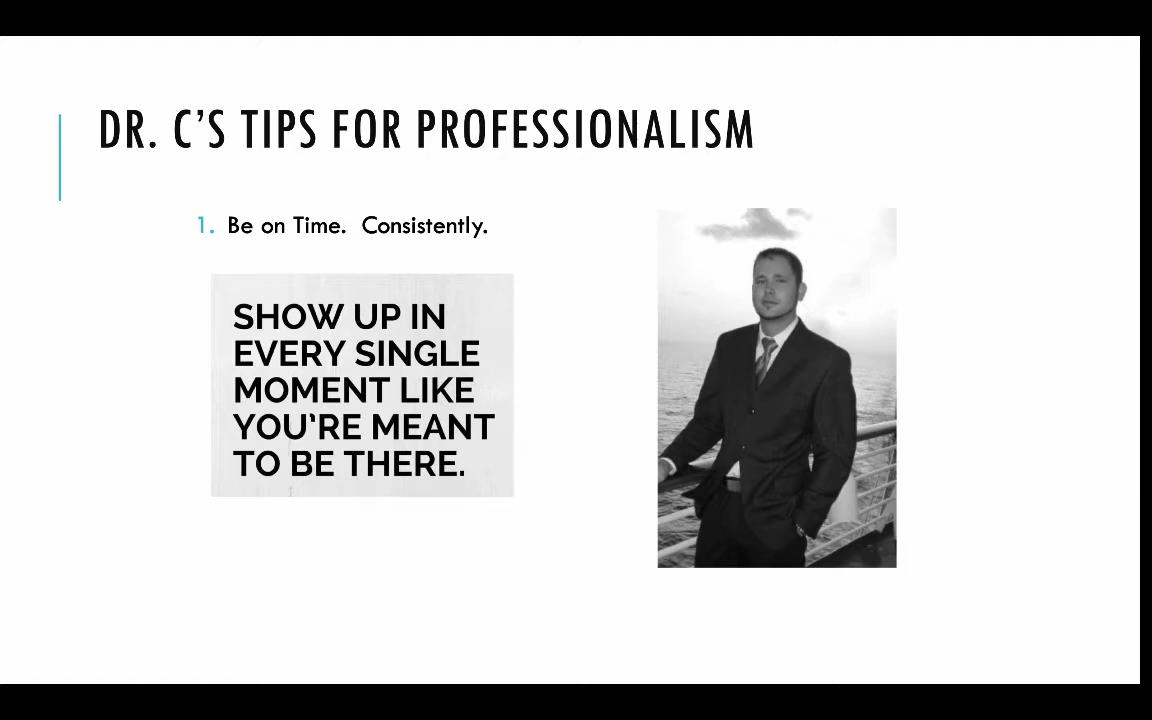 DR. C’S TIPS FOR PROFESSIONALISM
1. Be on Time.  Consistently.
SHOW UP IN
EVERY SINGLE
MOMENT LIKE
YOU’RE MEANT
TO BE THERE.